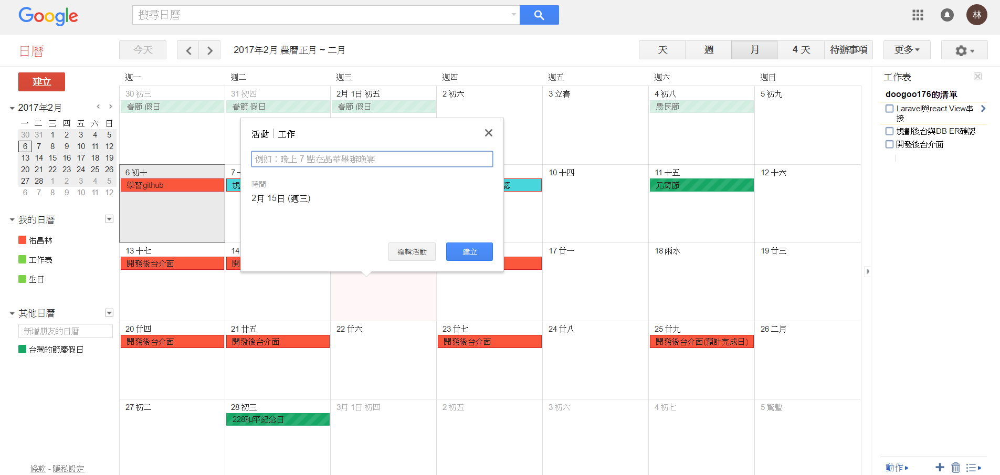 Google
搜尋日曆
林
日曆
今天
2017年2月 農曆正月 ~ 二月
天
週
月
4 天
待辦事項
更多
建立
2017年2月
一 二 三 四 五 六 日
30 31 1 2 3 4 5
6 7 8 9 10 11 12
13 14 15 16 17 18 19
20 21 22 23 24 25 26
27 28 1 2 3 4 5
6 7 8 9 10 11 12
我的日曆
佑昌林
工作表
生日
其他日曆
新增朋友的日曆
台灣的節慶假日
條款 - 隱私設定
週一 週二 週三 週四 週五 週六 週日
30 初三 31 初四 2月 1日 初五 2 初六 3 立春 4 初八 5 初九
春節 假日 春節 假日 春節 假日 農民節
6 初十 7 10 十四 11 十五 12 十六
學習github 規 認 元宵節
13 十七 14 17 廿一 18 雨水 19 廿三
開發後台介面 開
20 廿四 21 廿五 22 廿六 23 廿七 24 廿八 25 廿九 26 二月
開發後台介面 開發後台介面 開發後台介面 開發後台介面(預計完成日)
27 初二 28 初三 3月 1日 初四 2 初五 3 初六 4 初七 5 驚蟄
228和平紀念日
活動 工作
例如：晚上 7 點在晶華舉辦晚宴
時間
2月 15日 (週三)
編輯活動
建立
工作表
doogoo176的清單
Laravel與react View串
接
規劃後台與DB ER確認
開發後台介面
動作